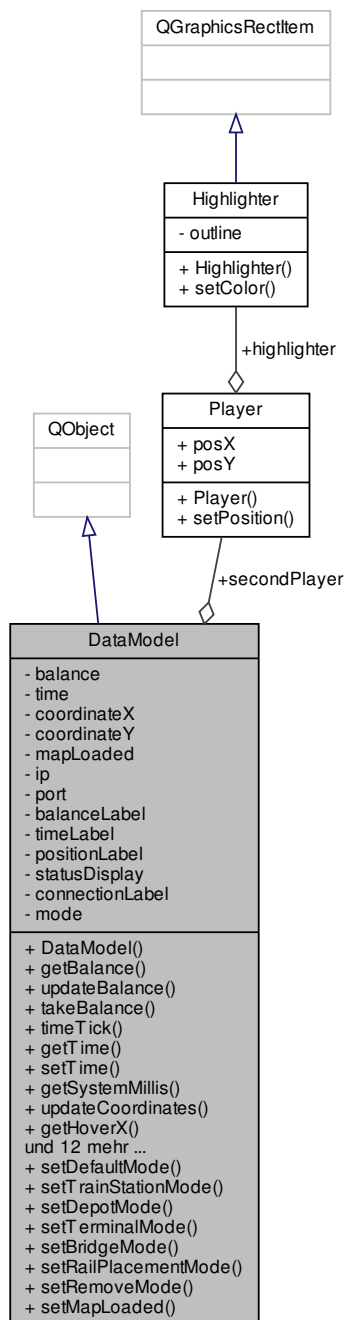 QGraphicsRectItem
Highlighter
- outline
+ Highlighter()
+ setColor()
+highlighter
Player
+ posX
+ posY
+ Player()
+ setPosition()
QObject
+secondPlayer
DataModel
- balance
- time
- coordinateX
- coordinateY
- mapLoaded
- ip
- port
- balanceLabel
- timeLabel
- positionLabel
- statusDisplay
- connectionLabel
- mode
+ DataModel()
+ getBalance()
+ updateBalance()
+ takeBalance()
+ timeTick()
+ getTime()
+ setTime()
+ getSystemMillis()
+ updateCoordinates()
+ getHoverX()
und 12 mehr ...
+ setDefaultMode()
+ setTrainStationMode()
+ setDepotMode()
+ setTerminalMode()
+ setBridgeMode()
+ setRailPlacementMode()
+ setRemoveMode()
+ setMapLoaded()